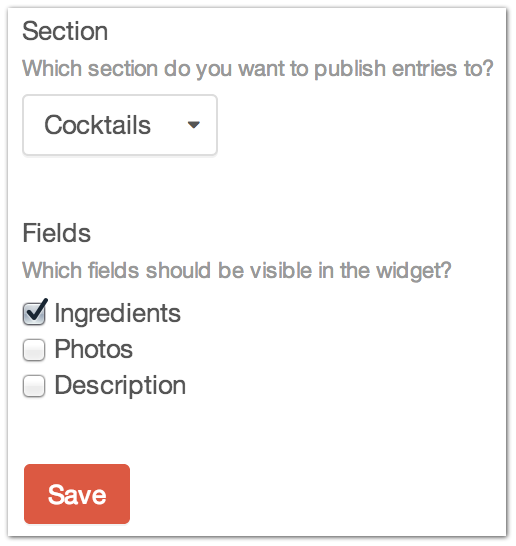 Section
Which section do you want to publish entries to?
Cocktails
Fields
Which fields should be visible in the widget?
Ingredients
Photos
Description
Save